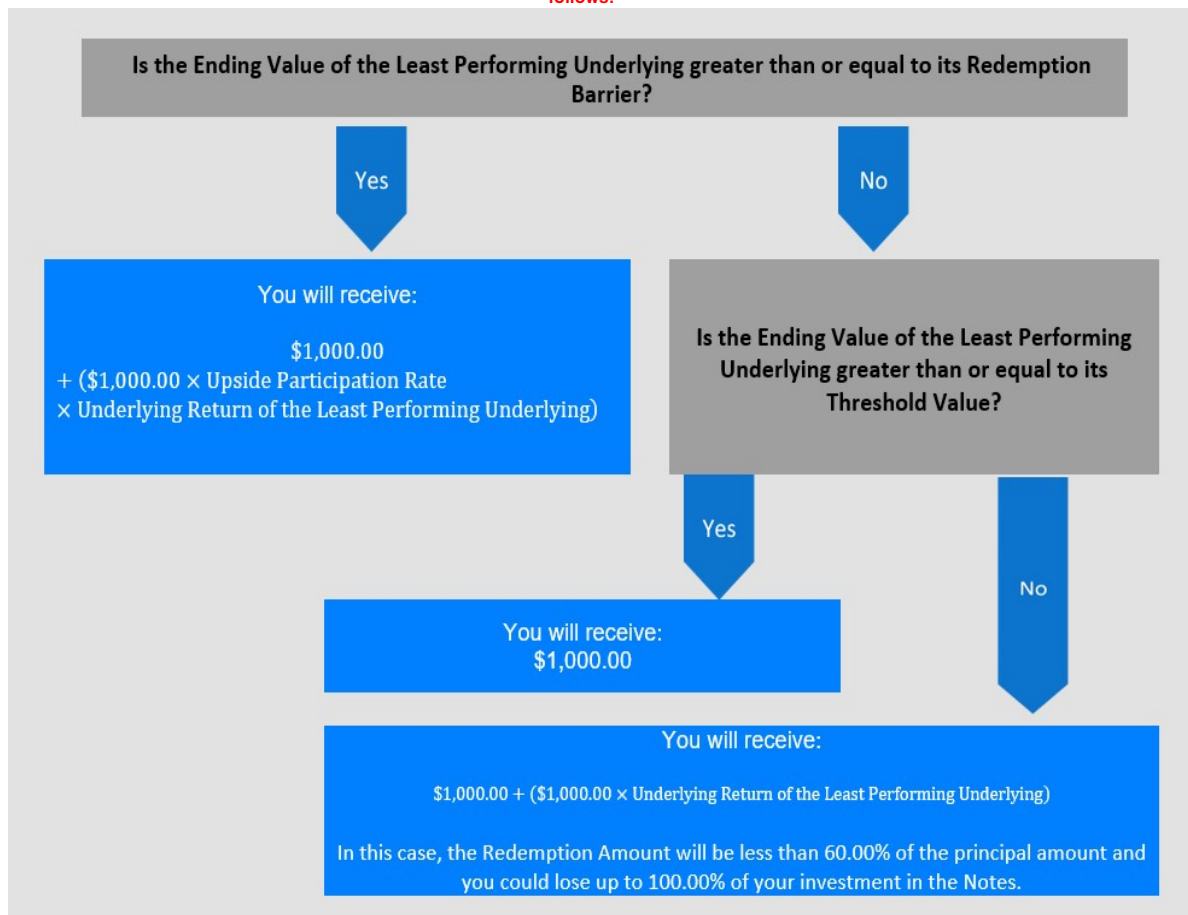 follows:
Is the Ending Value of the Least Performing Underlying greater than or equal to its Redemption
Barrier?
Yes
No
You will receive:
$1,000.00
+ ($1,000.00 × Upside Participation Rate
× Underlying Return of the Least Performing Underlying)
Is the Ending Value of the Least Performing
Underlying greater than or equal to its
Threshold Value?
Yes
No
You will receive:
$1,000.00
You will receive:
$1,000.00 + ($1,000.00 × Underlying Return of the Least Performing Underlying)
In this case, the Redemption Amount will be less than 60.00% of the principal amount and
you could lose up to 100.00% of your investment in the Notes.